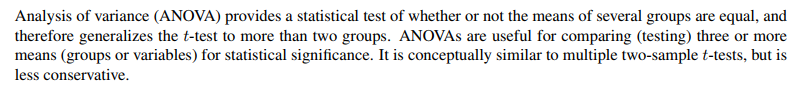 Analysis of variance (ANOVA) provides a statistical test of whether or not the means of several groups are equal, and
therefore generalizes the t-test to more than two groups. ANOVAs are useful for comparing (testing) three or more
means (groups or variables) for statistical significance. It is conceptually similar to multiple two-sample t-tests, but is
less conservative.